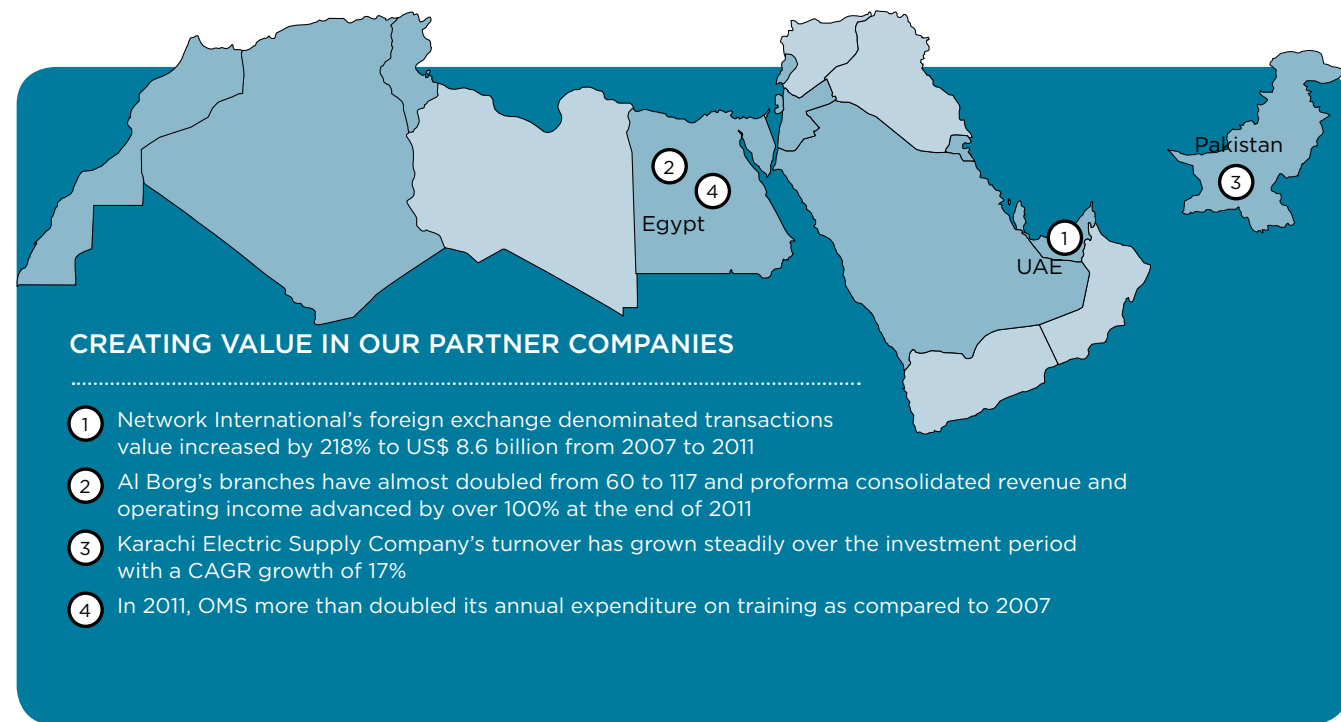 Pakistan
3
2
4
Egypt
1
UAE
CREATING VALUE IN OUR PARTNER COMPANIES
1 Network International’s foreign exchange denominated transactions
value increased by 218% to US$ 8.6 billion from 2007 to 2011
2 Al Borg’s branches have almost doubled from 60 to 117 and proforma consolidated revenue and
operating income advanced by over 100% at the end of 2011
3 Karachi Electric Supply Company’s turnover has grown steadily over the investment period
with a CAGR growth of 17%
4 In 2011, OMS more than doubled its annual expenditure on training as compared to 2007